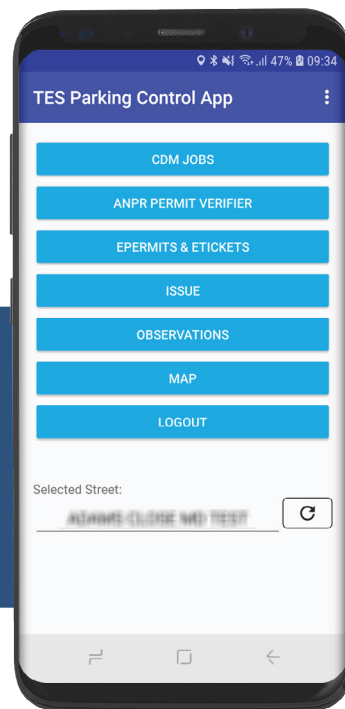 47% 09:34
TES Parking Control App
CDM JOBS
ANPR PERMIT VERIFIER
EPERMITS & ETICKETS
ISSUE
OBSERVATIONS
MAP
LOGOUT
Selected Street: